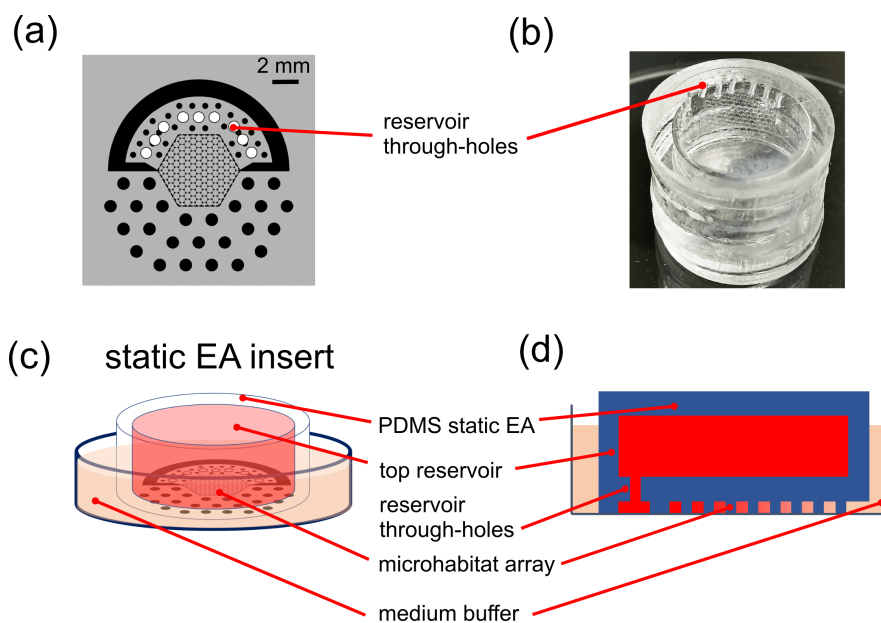 (a)
2 mm
(b)
reservoir
through-holes
(c)
static EA insert
(d)
PDMS static EA
top reservoir
reservoir
through-holes
microhabitat array
medium buffer